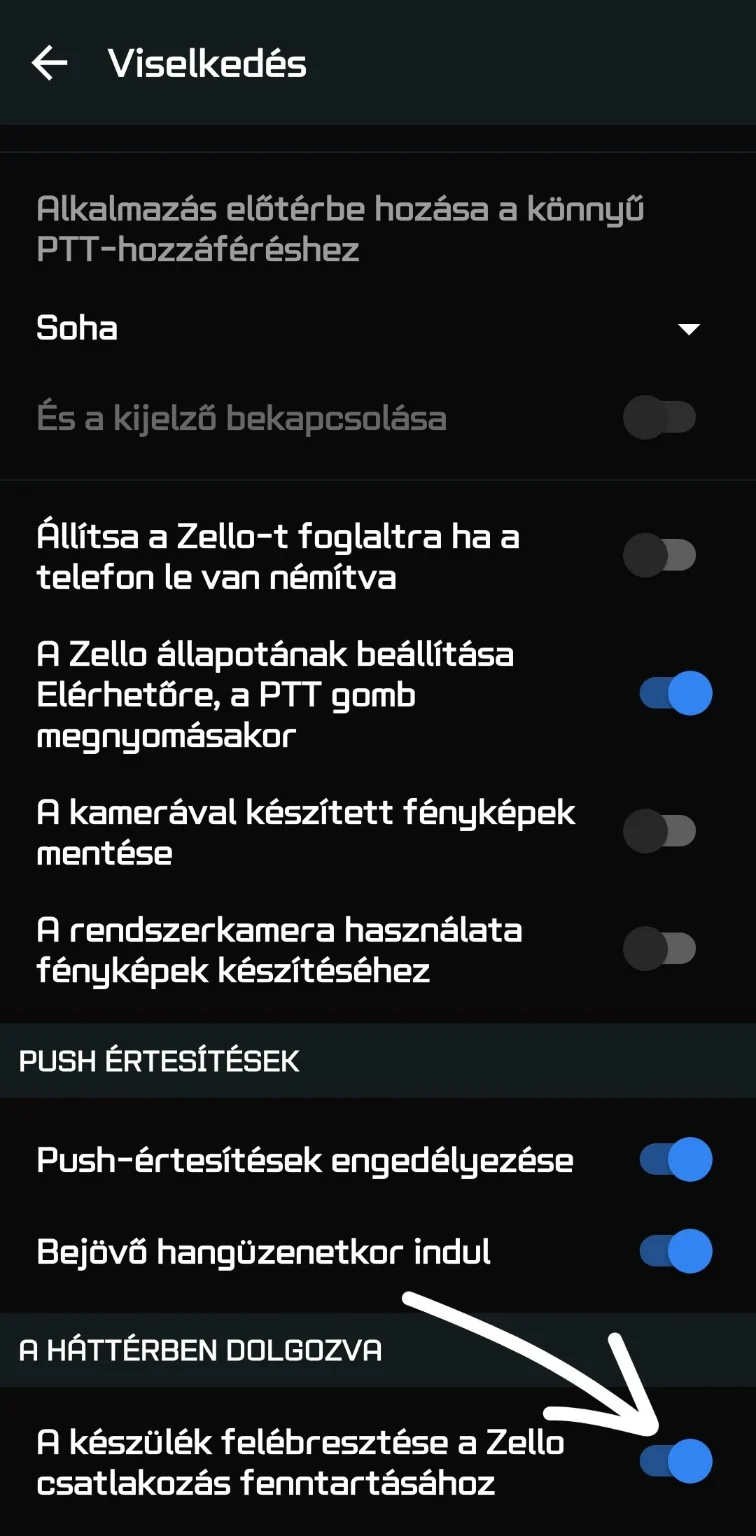 Viselkedés
Alkalmazás előtérbe hozása a könnyű
PTT-hozzáféréshez
Soha
És a kijelző bekapcsolása
Állítsa a Zello-t foglaltra ha a
telefon le van némítva
A Zello állapotának beállítása
Elérhetőre, a PTT gomb
megnyomásakor
A kamerával készített fényképek
mentése
A rendszerkamera használata
fényképek készítéséhez
PUSH ÉRTESÍTÉSEK
Push-értesítések engedélyezése
Bejövő hangüzenetkor indul
A HÁTTÉRBEN DOLGOZVA
A készülék felébresztése a Zello
csatlakozás fenntartásához